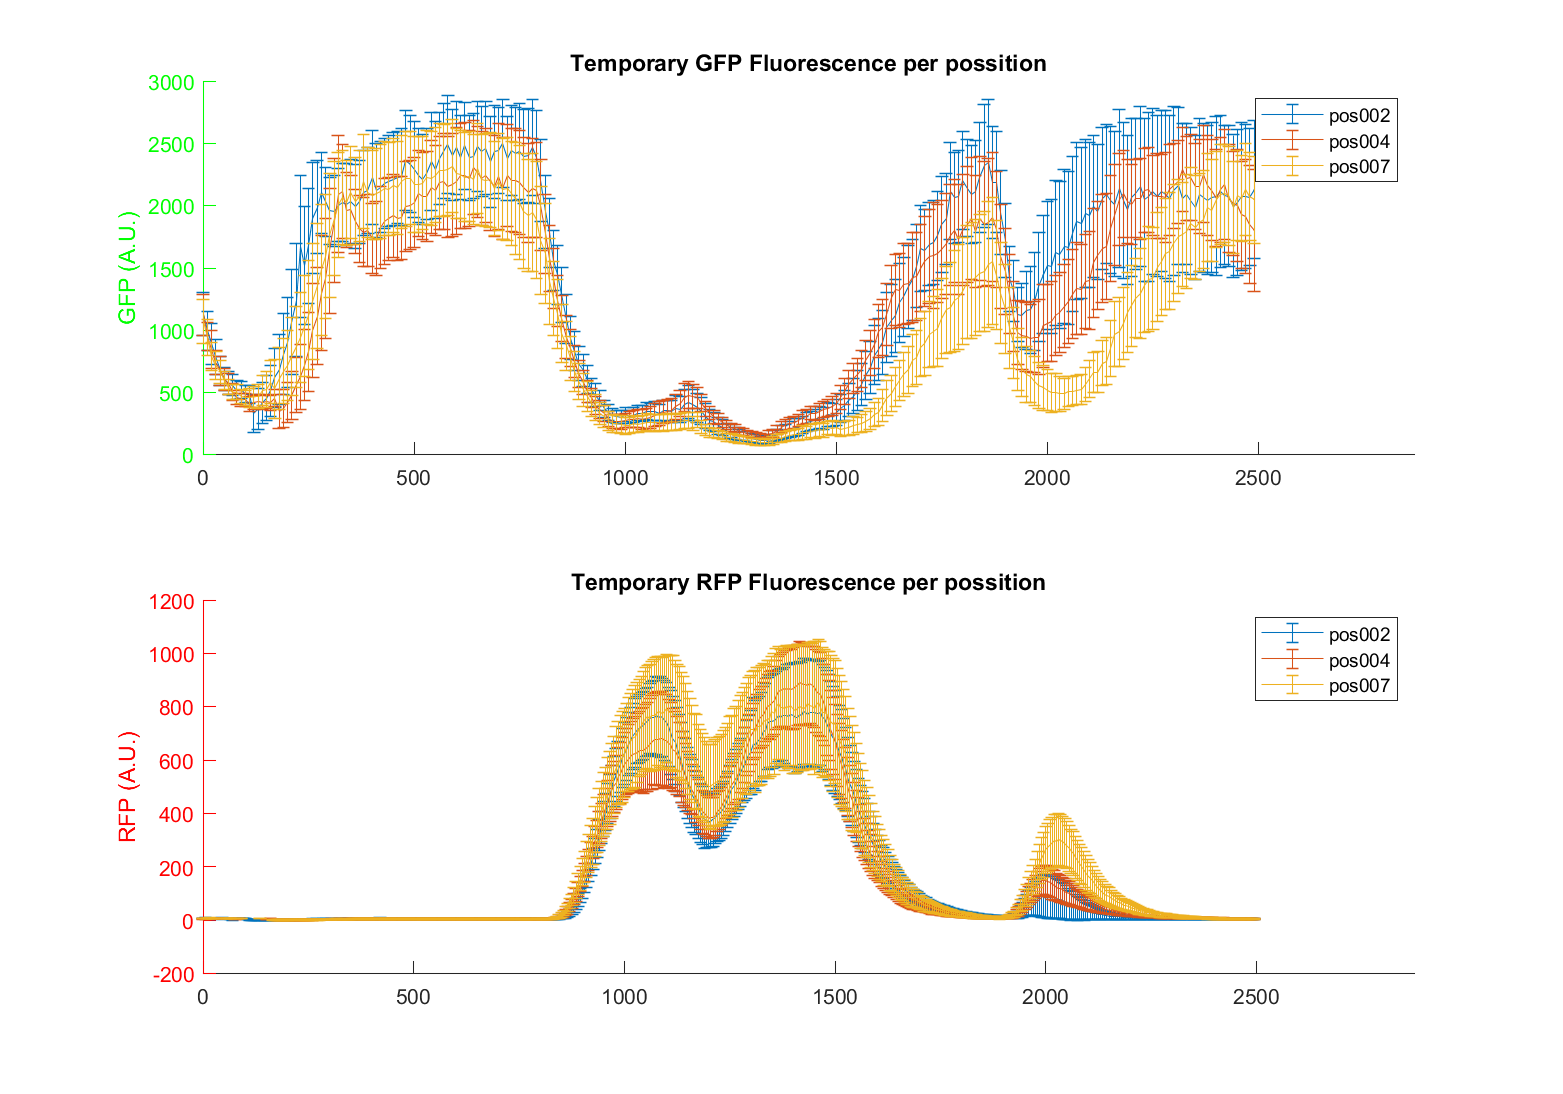 Temporary GFP Fluorescence per possition
GFP (A.U.)
3000
2500
2000
1500
1000
500
0
0 500 1000 1500 2000 2500
pos002
pos004
pos007
Temporary RFP Fluorescence per possition
RFP (A.U.)
1200
1000
800
600
400
200
0
-200
0 500 1000 1500 2000 2500
pos002
pos004
pos007